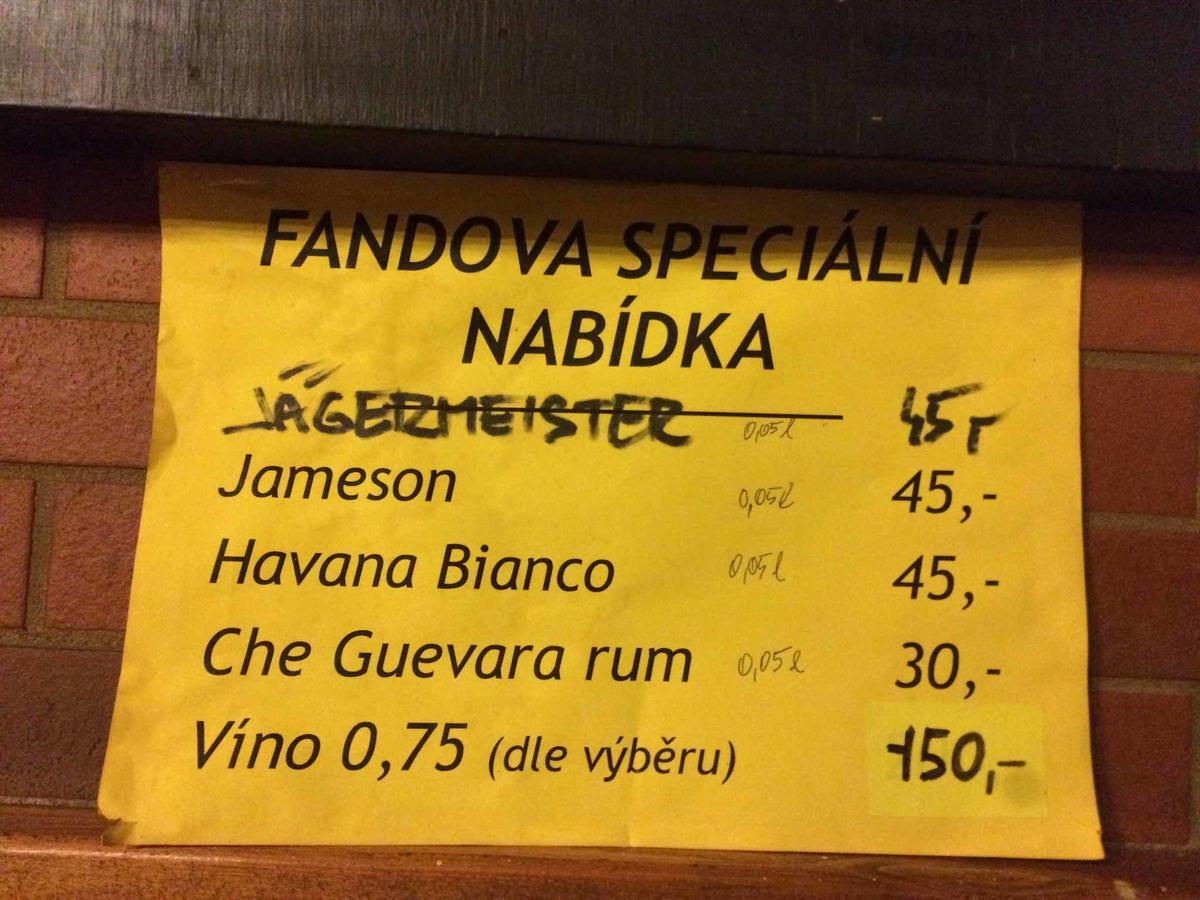 FANDOVA SPECIÁLNÍ
NABÍDKA
JÄGERMEISTER 0,05l 45,-
Jameson 0,05l 45,-
Havana Bianco 0,05l 45,-
Che Guevara rum 0,05l 30,-
Víno 0,75 (dle výběru) 150,-